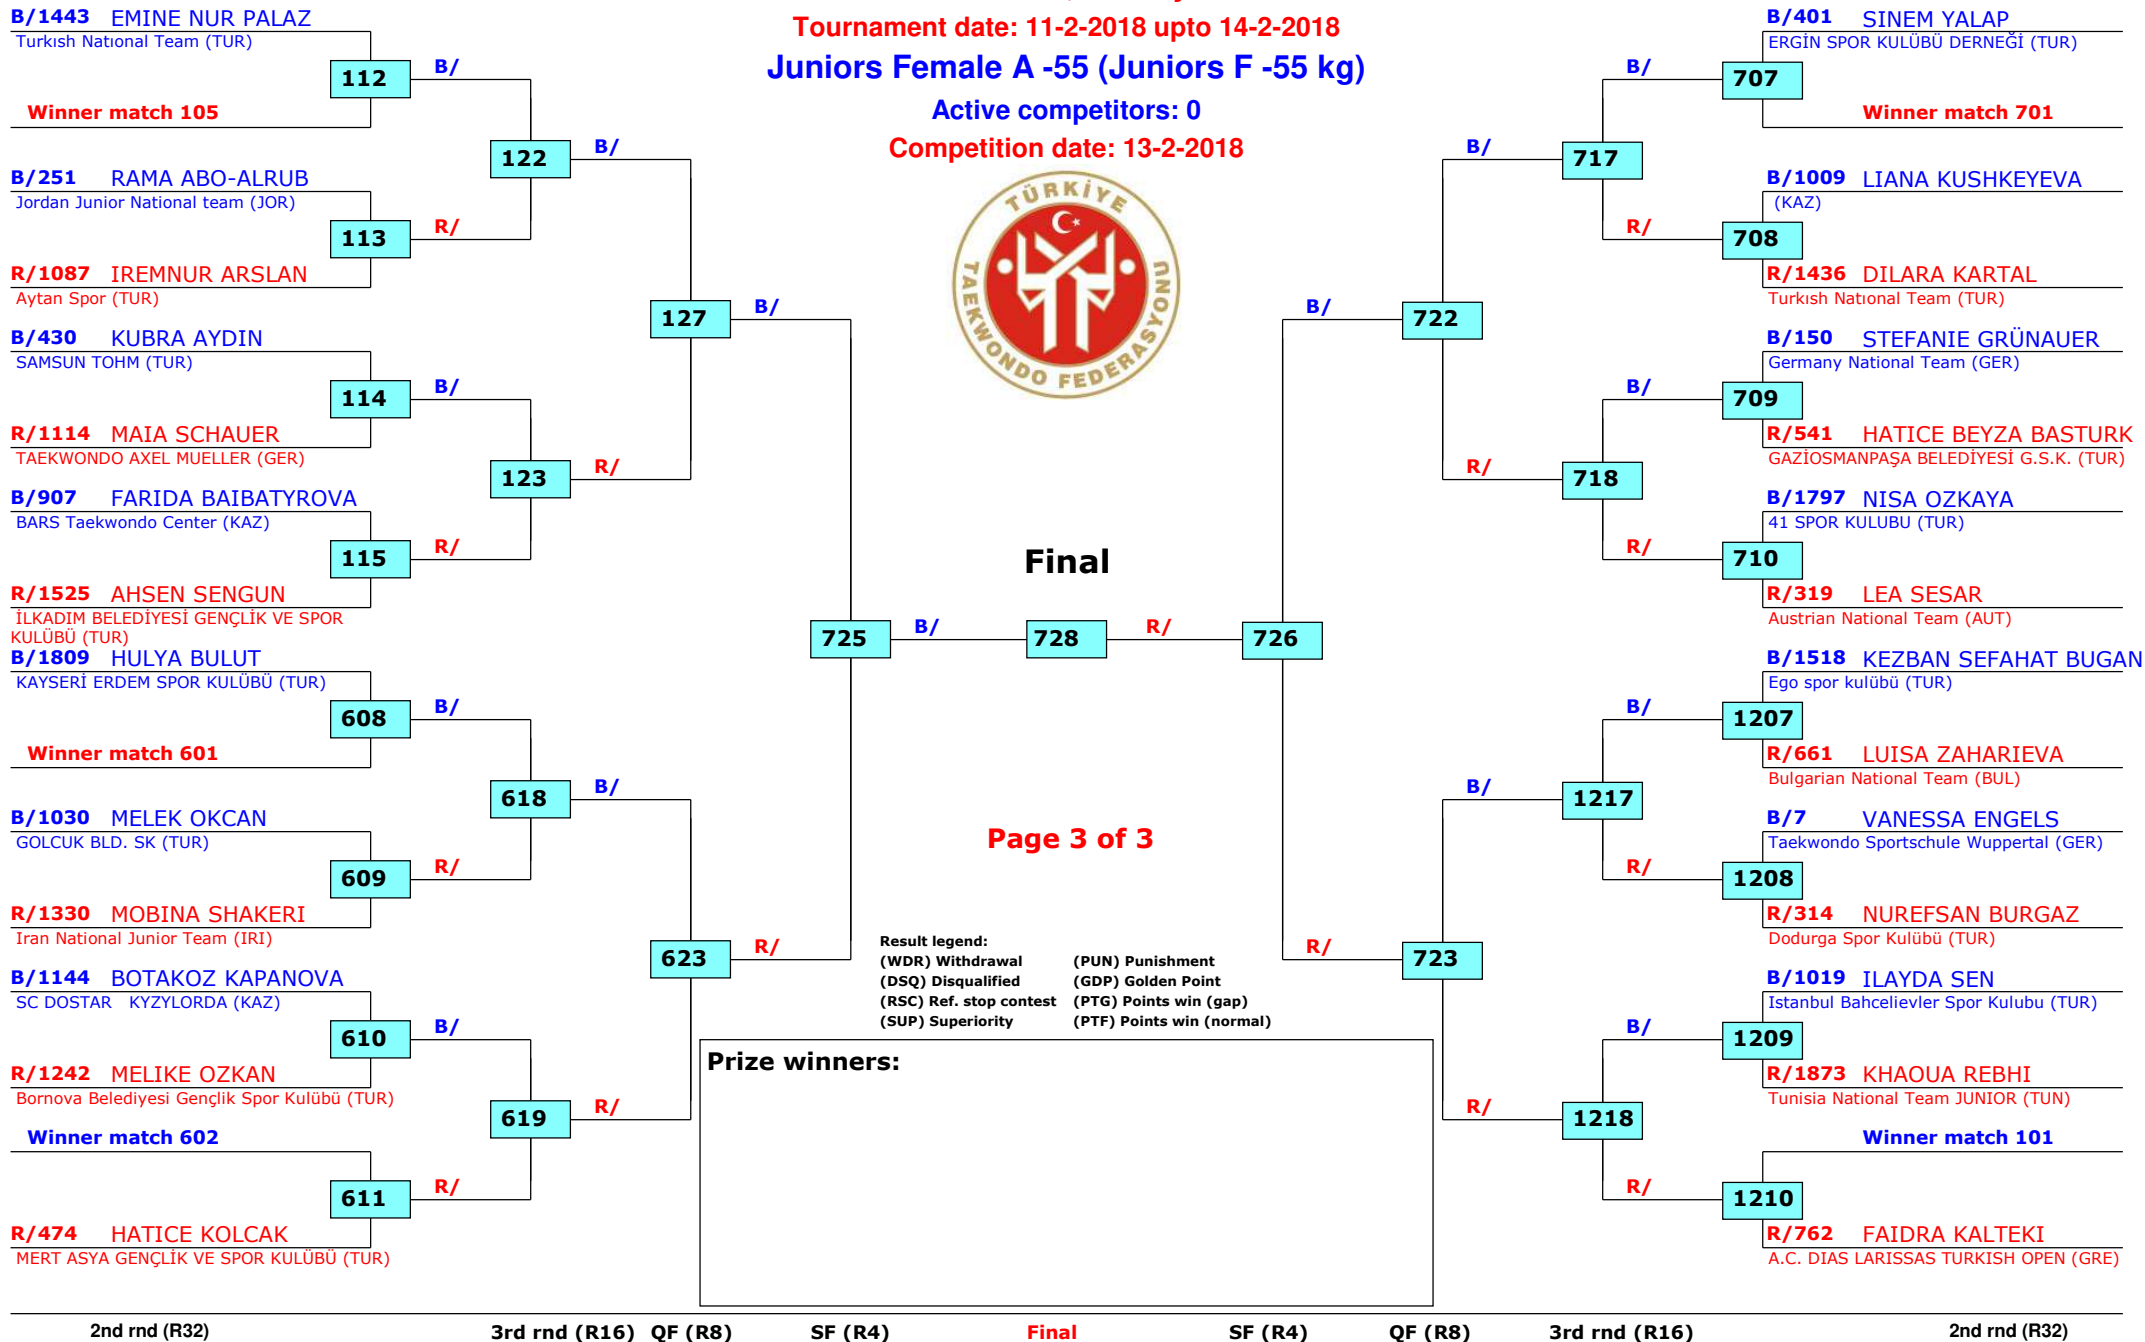 Tournament date: 11-2-2018 upto 14-2-2018
Juniors Female A -55 (Juniors F -55 kg)
Active competitors: 0
Competition date: 13-2-2018
TÜRKİYE
TAEKWONDO FEDERASYONU
B/1443 EMINE NUR PALAZ
Turkısh Natıonal Team (TUR)
112
B/
Winner match 105
122
B/
B/251 RAMA ABO-ALRUB
Jordan Junior National team (JOR)
113
R/
R/1087 IREMNUR ARSLAN
Aytan Spor (TUR)
127
B/
B/430 KUBRA AYDIN
SAMSUN TOHM (TUR)
114
B/
R/1114 MAIA SCHAUER
TAEKWONDO AXEL MUELLER (GER)
123
R/
B/907 FARIDA BAIBATYROVA
BARS Taekwondo Center (KAZ)
115
R/
R/1525 AHSEN SENGUN
İLKADIM BELEDİYESİ GENÇLİK VE SPOR
KULÜBÜ (TUR)
725
B/
B/1809 HULYA BULUT
KAYSERİ ERDEM SPOR KULÜBÜ (TUR)
608
B/
Winner match 601
618
B/
B/1030 MELEK OKCAN
GOLCUK BLD. SK (TUR)
609
R/
R/1330 MOBINA SHAKERI
Iran National Junior Team (IRI)
623
R/
B/1144 BOTAKOZ KAPANOVA
SC DOSTAR KYZYLORDA (KAZ)
610
B/
R/1242 MELIKE OZKAN
Bornova Belediyesi Gençlik Spor Kulübü (TUR)
619
R/
Winner match 602
611
R/
R/474 HATICE KOLCAK
MERT ASYA GENÇLİK VE SPOR KULÜBÜ (TUR)
Final
728
R/
726
Page 3 of 3
Result legend:
(WDR) Withdrawal (PUN) Punishment
(DSQ) Disqualified (GDP) Golden Point
(RSC) Ref. stop contest (PTG) Points win (gap)
(SUP) Superiority (PTF) Points win (normal)
Prize winners:
B/401 SINEM YALAP
ERGİN SPOR KULÜBÜ DERNEĞİ (TUR)
B/
707
Winner match 701
B/
717
B/1009 LIANA KUSHKEYEVA
(KAZ)
R/
708
R/1436 DILARA KARTAL
Turkısh Natıonal Team (TUR)
B/
722
B/150 STEFANIE GRÜNAUER
Germany National Team (GER)
B/
709
R/541 HATICE BEYZA BASTURK
GAZİOSMANPAŞA BELEDİYESİ G.S.K. (TUR)
R/
718
B/1797 NISA OZKAYA
41 SPOR KULUBU (TUR)
R/
710
R/319 LEA SESAR
Austrian National Team (AUT)
B/1518 KEZBAN SEFAHAT BUGAN
Ego spor kulübü (TUR)
B/
1207
R/661 LUISA ZAHARIEVA
Bulgarian National Team (BUL)
B/
1217
B/7 VANESSA ENGELS
Taekwondo Sportschule Wuppertal (GER)
R/
1208
R/314 NUREFSAN BURGAZ
Dodurga Spor Kulübü (TUR)
R/
723
B/1019 ILAYDA SEN
Istanbul Bahcelievler Spor Kulubu (TUR)
B/
1209
R/1873 KHAOUA REBHI
Tunisia National Team JUNIOR (TUN)
R/
1218
Winner match 101
R/
1210
R/762 FAIDRA KALTEKI
A.C. DIAS LARISSAS TURKISH OPEN (GRE)
2nd rnd (R32) 3rd rnd (R16) QF (R8) SF (R4) Final SF (R4) QF (R8) 3rd rnd (R16) 2nd rnd (R32)